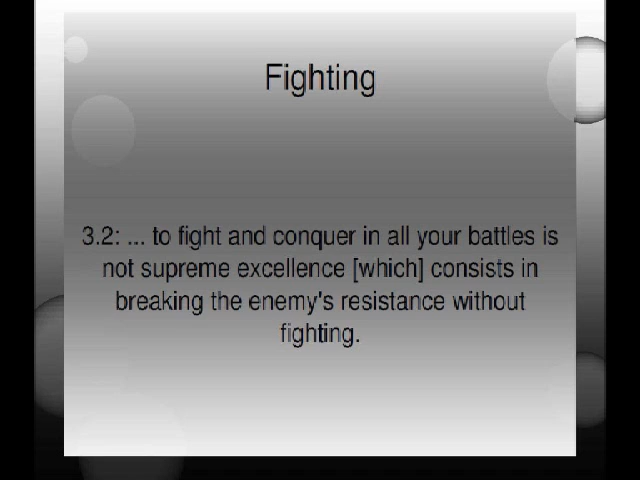 Fighting
3.2: ... to fight and conquer in all your battles is
not supreme excellence [which] consists in
breaking the enemy's resistance without
fighting.